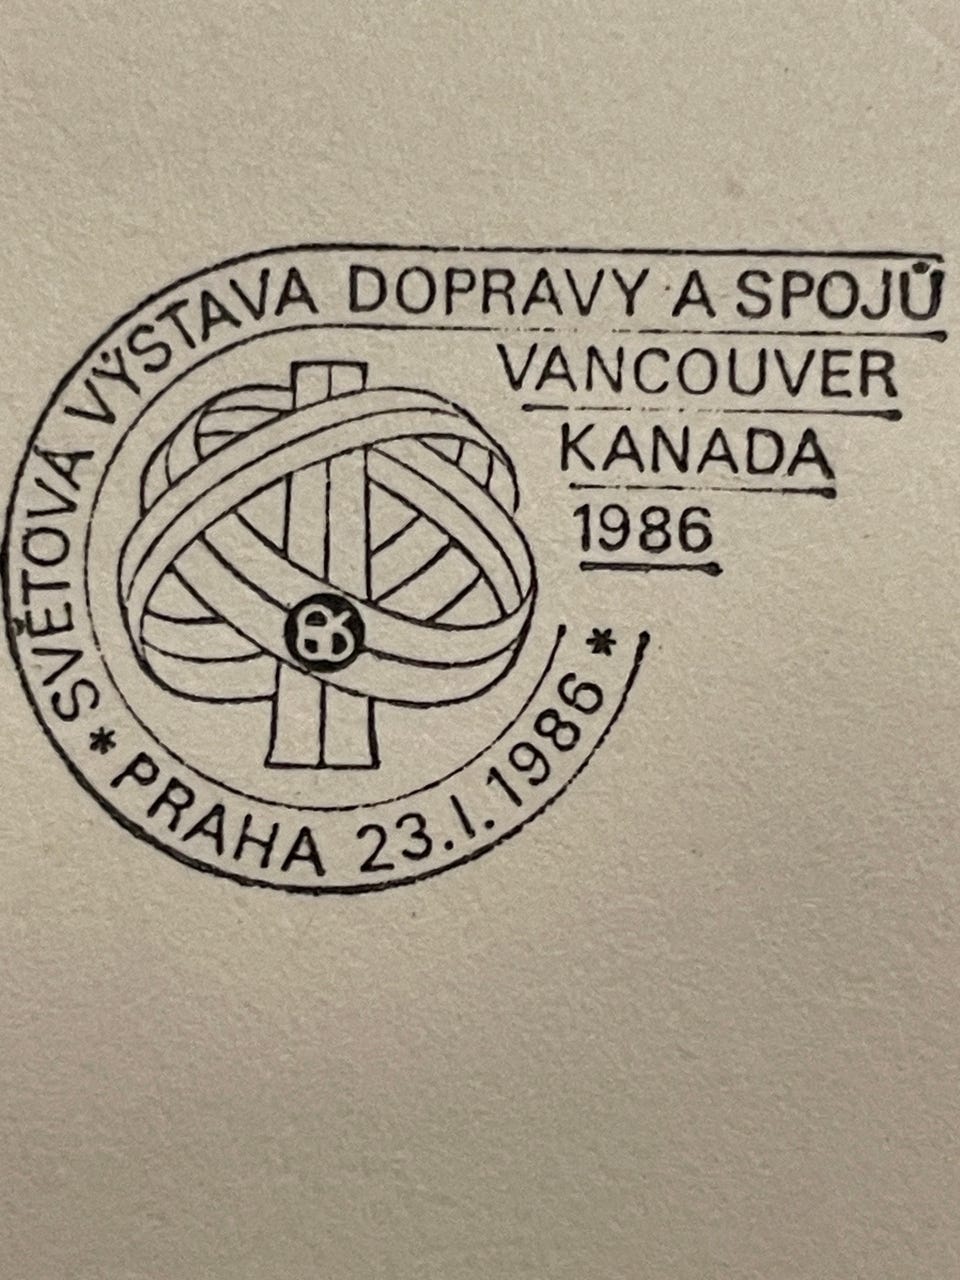 SVĚTOVÁ VÝSTAVA DOPRAVY A SPOJŮ
VANCOUVER
KANADA
1986
* PRAHA 23.I.1986 *